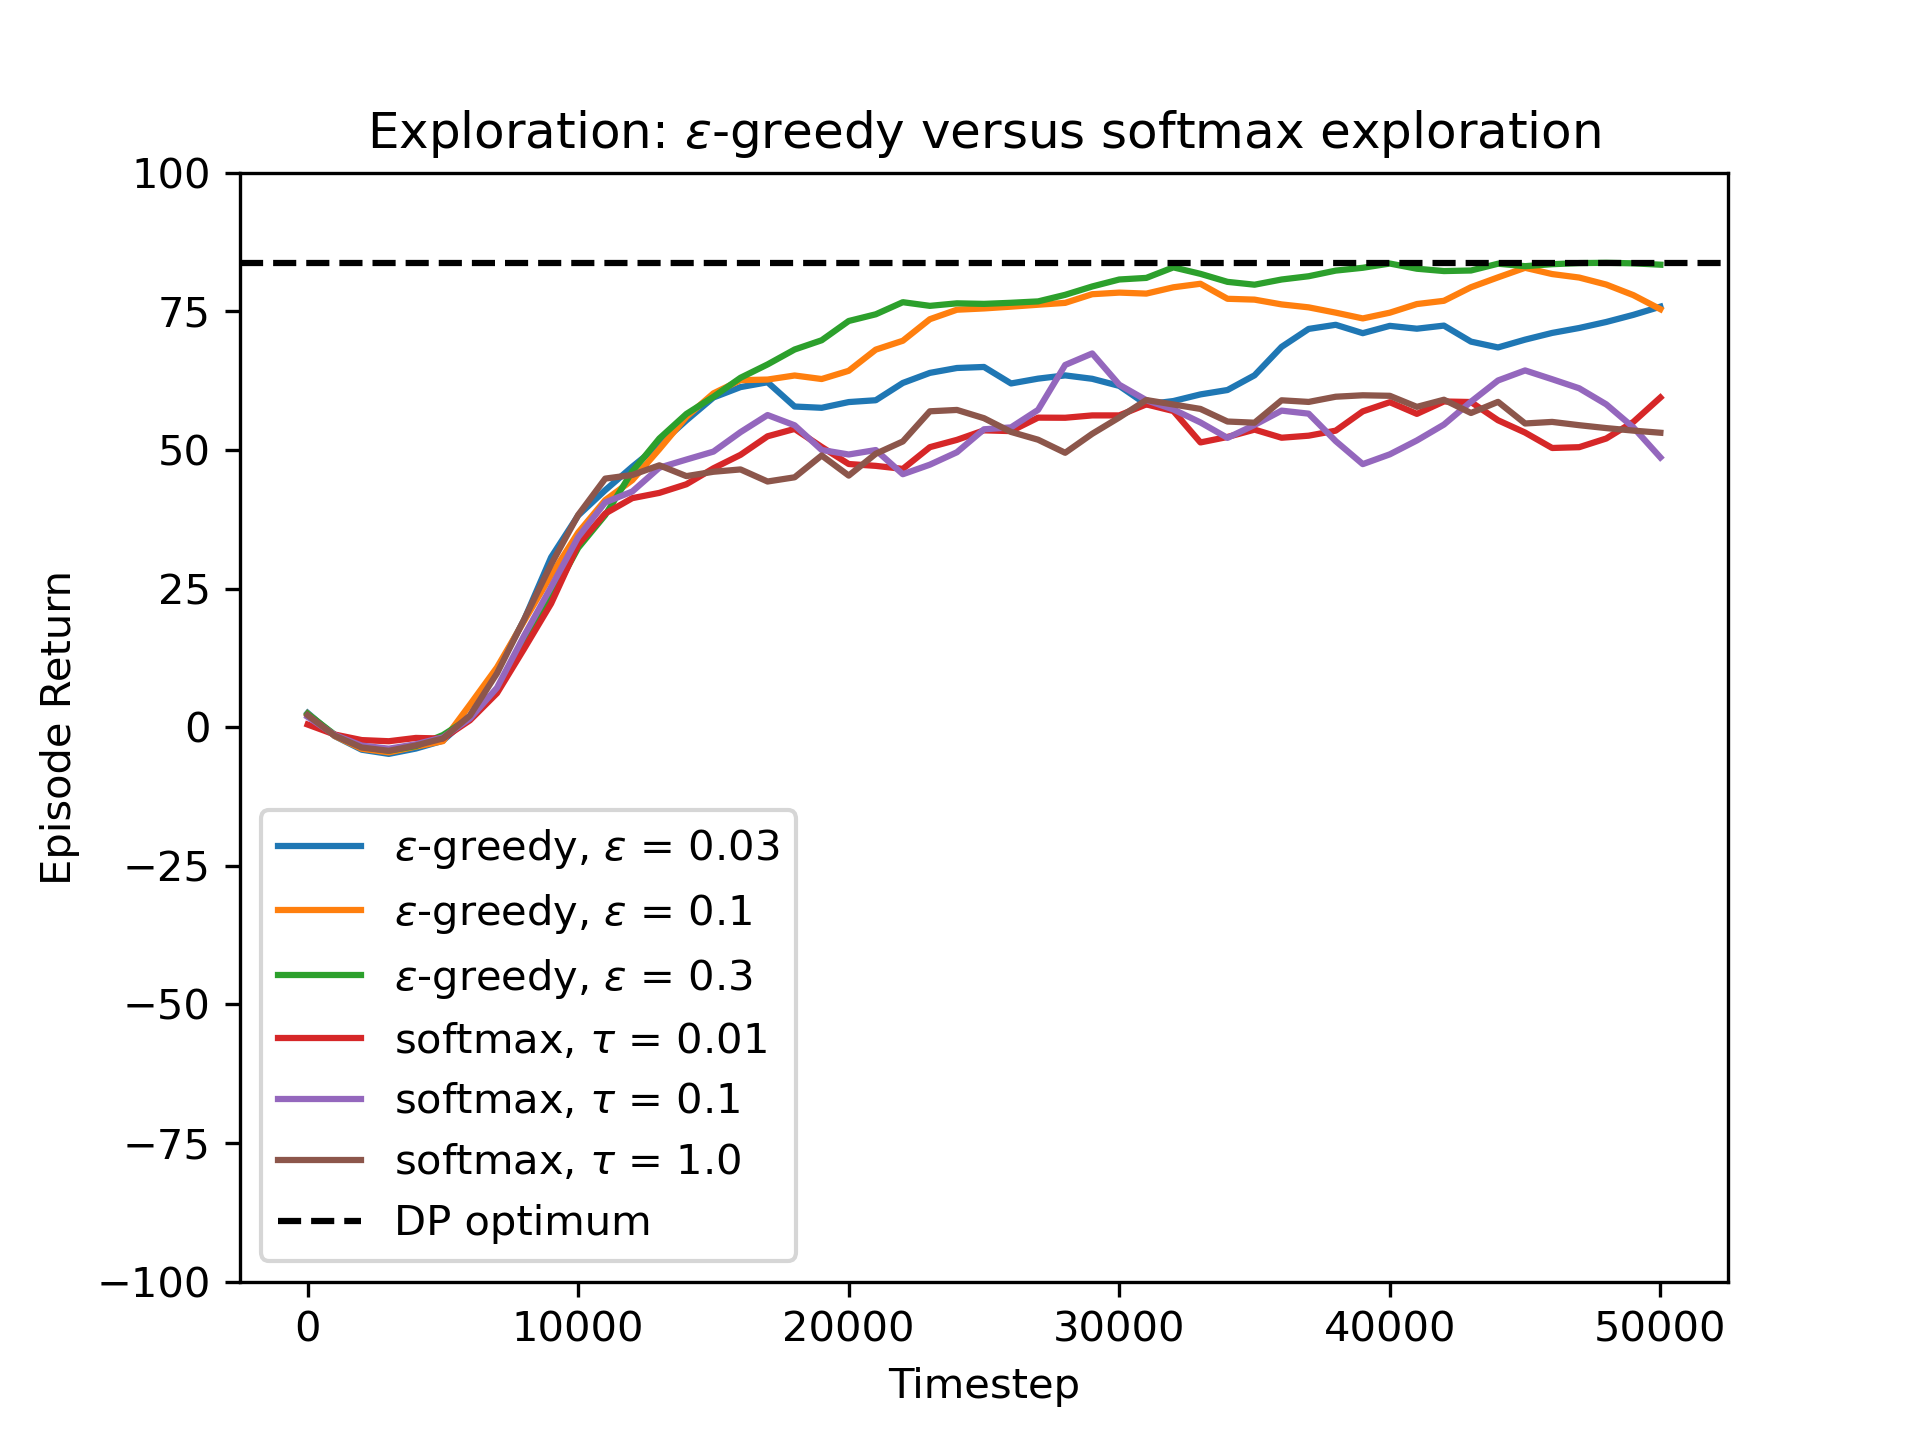 Exploration: ε-greedy versus softmax exploration
100
75
50
25
0
−25
−50
−75
−100
Episode Return
ε-greedy, ε = 0.03
ε-greedy, ε = 0.1
ε-greedy, ε = 0.3
softmax, τ = 0.01
softmax, τ = 0.1
softmax, τ = 1.0
DP optimum
0 10000 20000 30000 40000 50000
Timestep